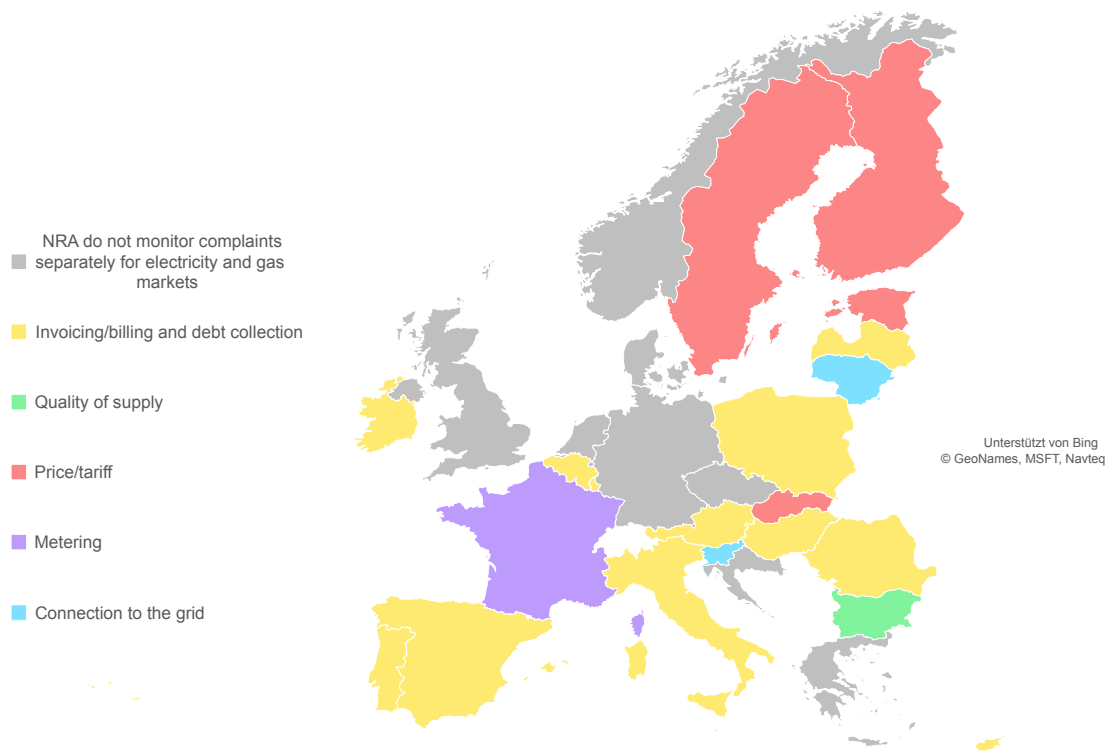 NRA do not monitor complaints
separately for electricity and gas
markets
Invoicing/billing and debt collection
Quality of supply
Price/tariff
Metering
Connection to the grid
Unterstützt von Bing
© GeoNames, MSFT, Navteq